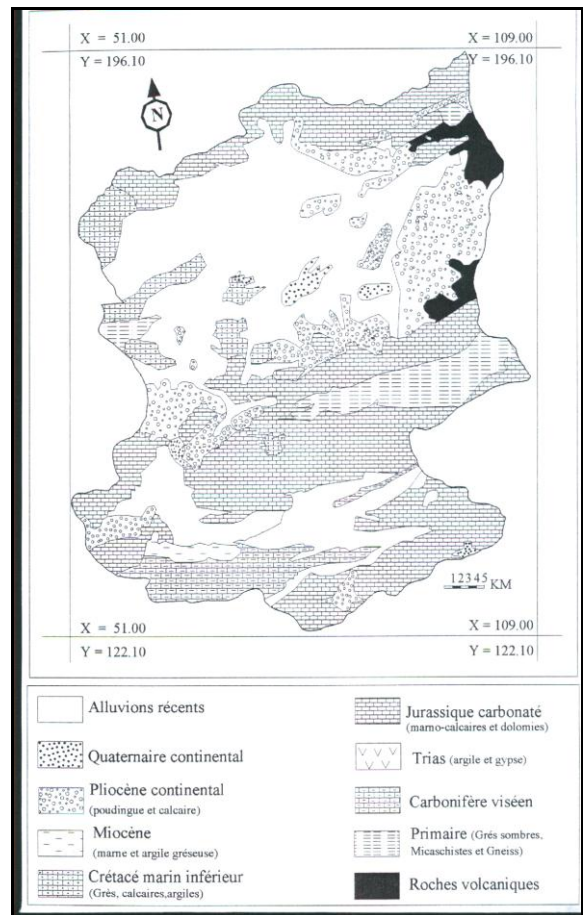 X = 51.00
X = 109.00
Y = 196.10
Y = 196.10
N
12345 KM
X = 51.00
X = 109.00
Y = 122.10
Y = 122.10
Alluvions récents
Quaternaire continental
Pliocène continental
(poudingue et calcaire)
Miocène
(marne et argile gréseuse)
Crétacé marin inférieur
(Grès, calcaires,argiles)
Jurassique carbonaté
(marno-calcaires et dolomies)
Trias (argile et gypse)
Carbonifère viséen
Primaire (Grés sombres,
Micaschistes et Gneiss)
Roches volcaniques